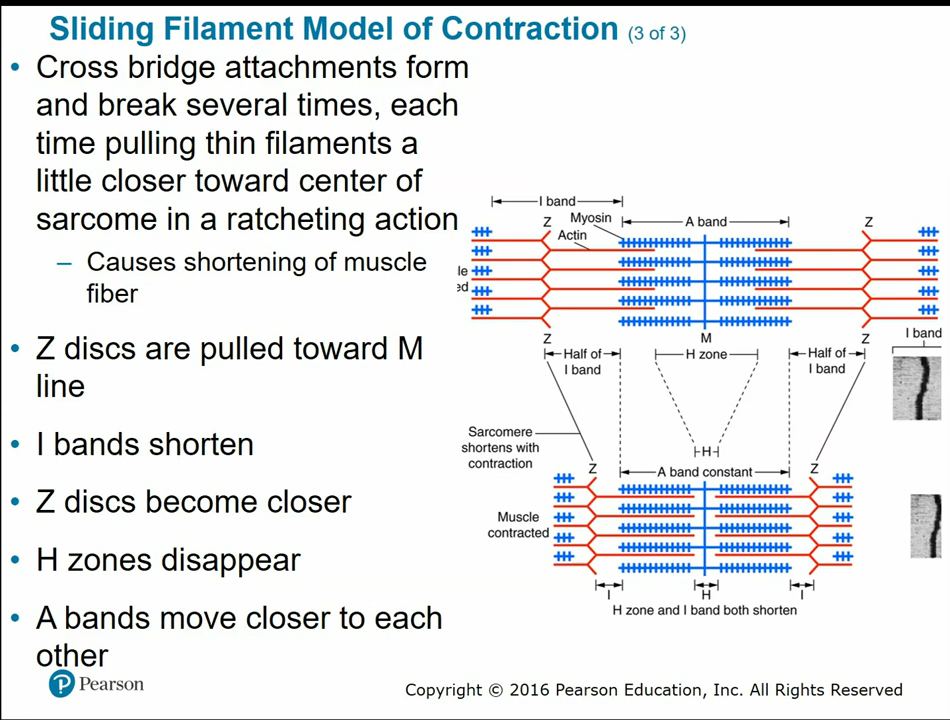 Sliding Filament Model of Contraction (3 of 3)
• Cross bridge attachments form
and break several times, each
time pulling thin filaments a
little closer toward center of
sarcome in a ratcheting action
– Causes shortening of muscle
fiber
• Z discs are pulled toward M
line
• I bands shorten
• Z discs become closer
• H zones disappear
• A bands move closer to each
other
I band
Z
Myosin
A band
Z
Actin
le
ed
Z
M
Z
Half of
I band
H zone
Half of
I band
I band
Sarcomere
shortens with
contraction
H
Z
A band constant
Z
Muscle
contracted
I
H
I
H zone and I band both shorten
Pearson
Copyright © 2016 Pearson Education, Inc. All Rights Reserved